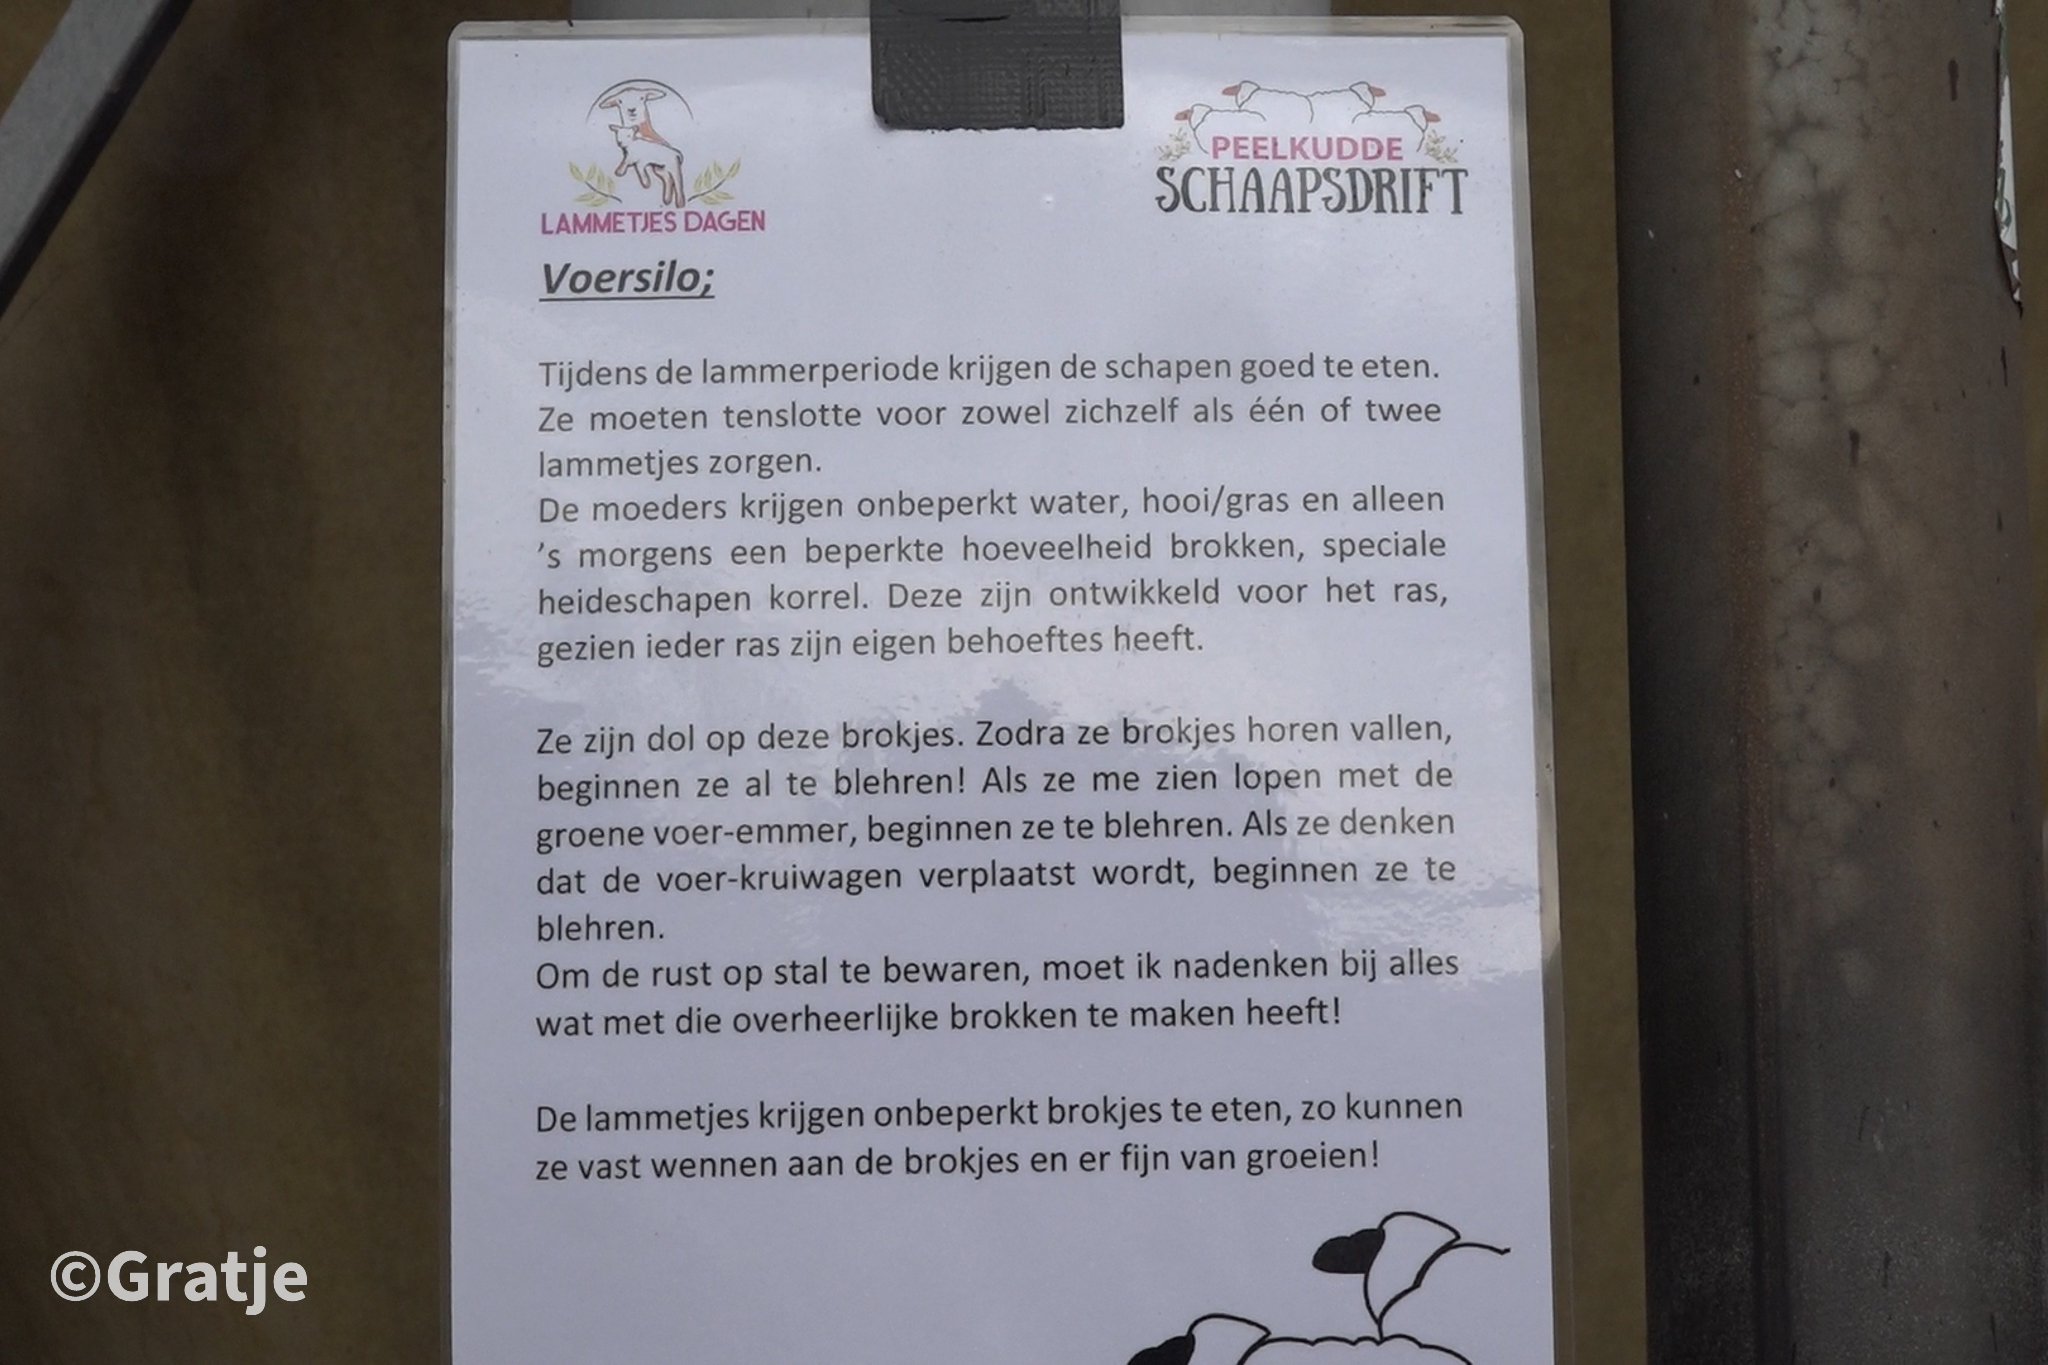 LAMMETJES DAGEN
PEELKUDDE
SCHAAPSDRIFT
Voersilo;
Tijdens de lammerperiode krijgen de schapen goed te eten.
Ze moeten tenslotte voor zowel zichzelf als één of twee
lammetjes zorgen.
De moeders krijgen onbeperkt water, hooi/gras en alleen
’s morgens een beperkte hoeveelheid brokken, speciale
heideschapen korrel. Deze zijn ontwikkeld voor het ras,
gezien ieder ras zijn eigen behoeftes heeft.
Ze zijn dol op deze brokjes. Zodra ze brokjes horen vallen,
beginnen ze al te blehren! Als ze me zien lopen met de
groene voer-emmer, beginnen ze te blehren. Als ze denken
dat de voer-kruiwagen verplaatst wordt, beginnen ze te
blehren.
Om de rust op stal te bewaren, moet ik nadenken bij alles
wat met die overheerlijke brokken te maken heeft!
De lammetjes krijgen onbeperkt brokjes te eten, zo kunnen
ze vast wennen aan de brokjes en er fijn van groeien!
©Gratje